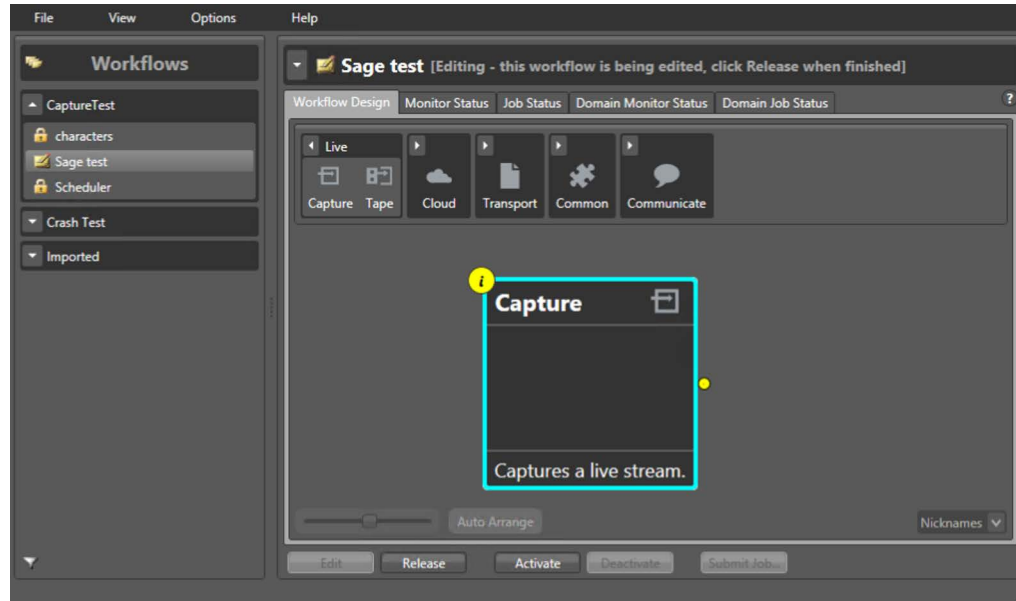 File View Options Help
Workflows
CaptureTest
characters
Sage test
Scheduler
Crash Test
Imported
Sage test [Editing - this workflow is being edited, click Release when finished]
Workflow Design Monitor Status Job Status Domain Monitor Status Domain Job Status ?
Live
Capture Tape Cloud Transport Common Communicate
i
Capture
Captures a live stream.
Auto Arrange Nicknames
Edit Release Activate Deactivate Submit Job...